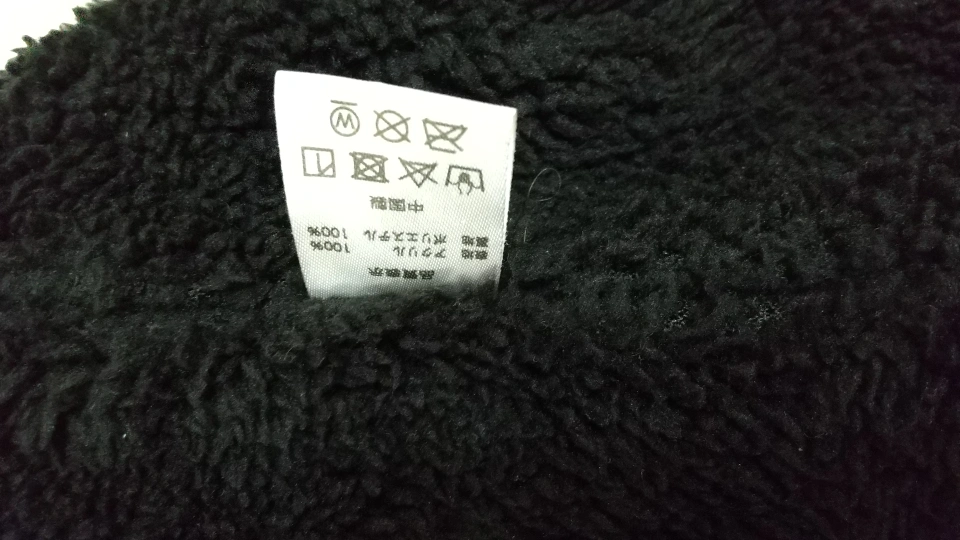 品質表示
表地 アクリル 100%
裏地 ポリエステル 100%
中国製
W